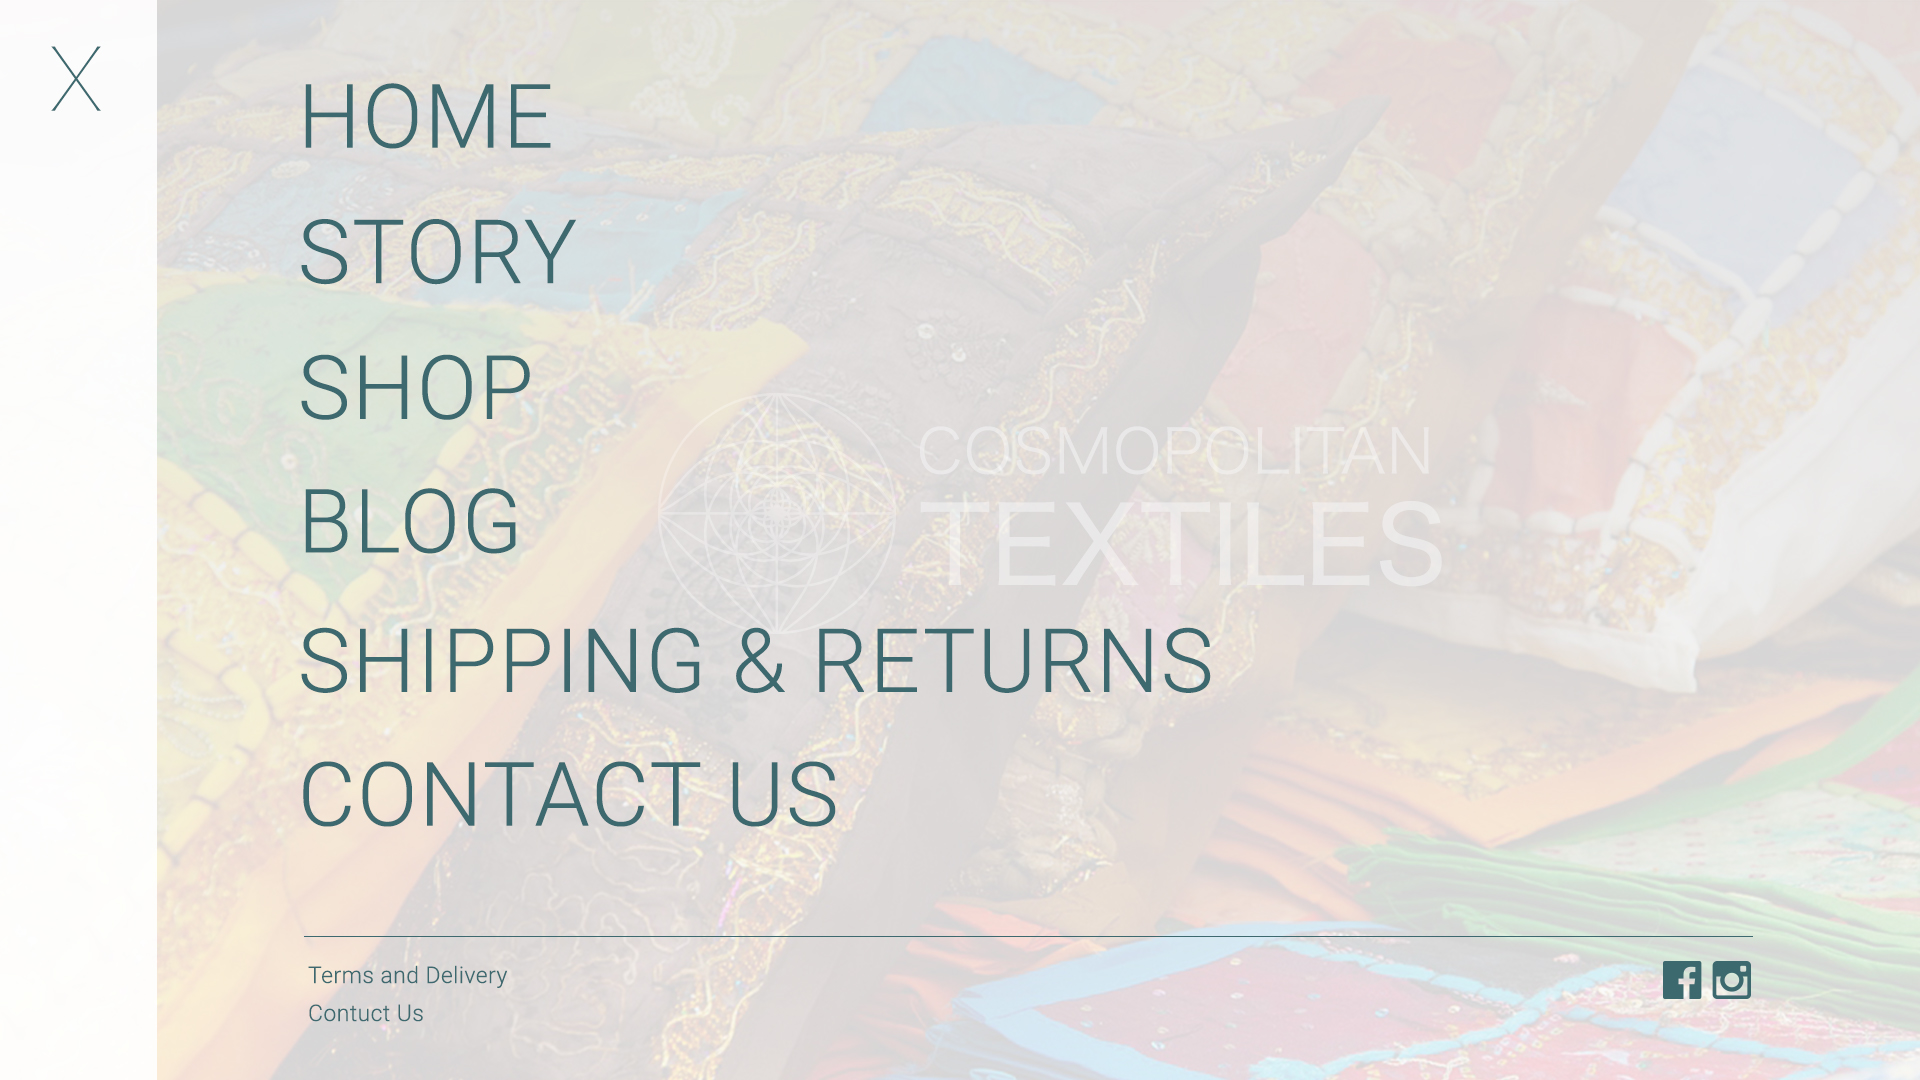 X
HOME
STORY
SHOP
BLOG
COSMOPOLITAN
TEXTILES
SHIPPING & RETURNS
CONTACT US
Terms and Delivery
Contuct Us